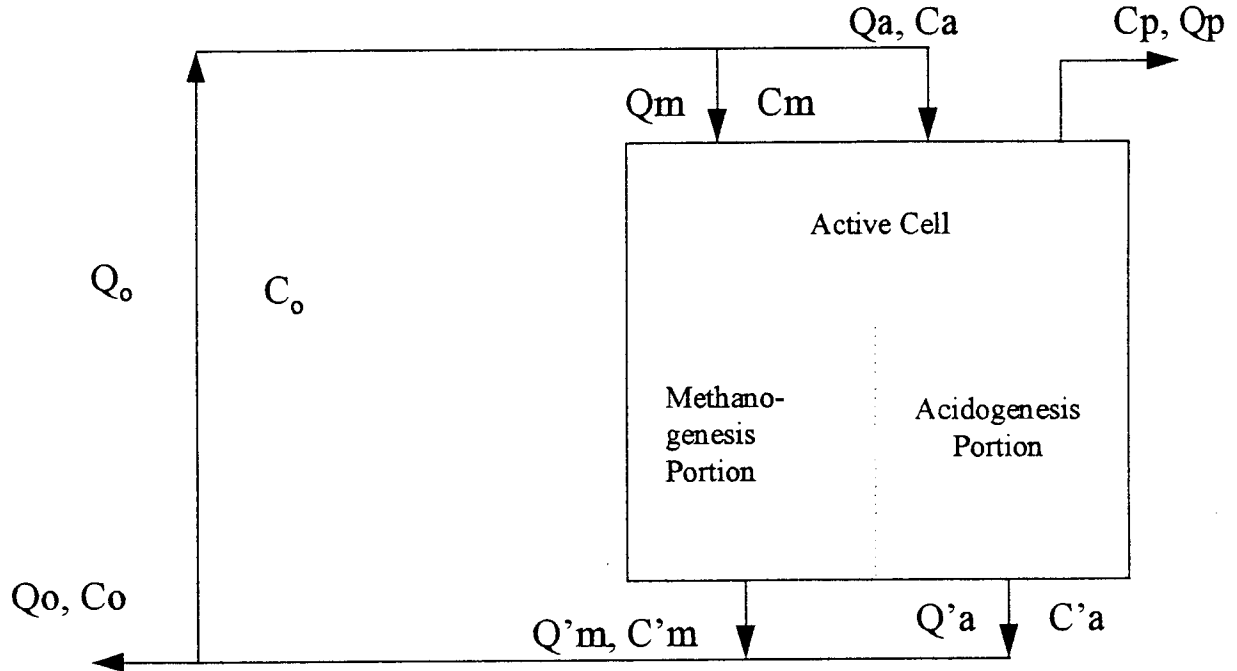 Qa, Ca
Cp, Qp
Qm
Cm
Active Cell
Qₒ
Cₒ
Methano-
genesis
Portion
Acidogenesis
Portion
Qo, Co
Q’m, C’m
Q’a
C’a